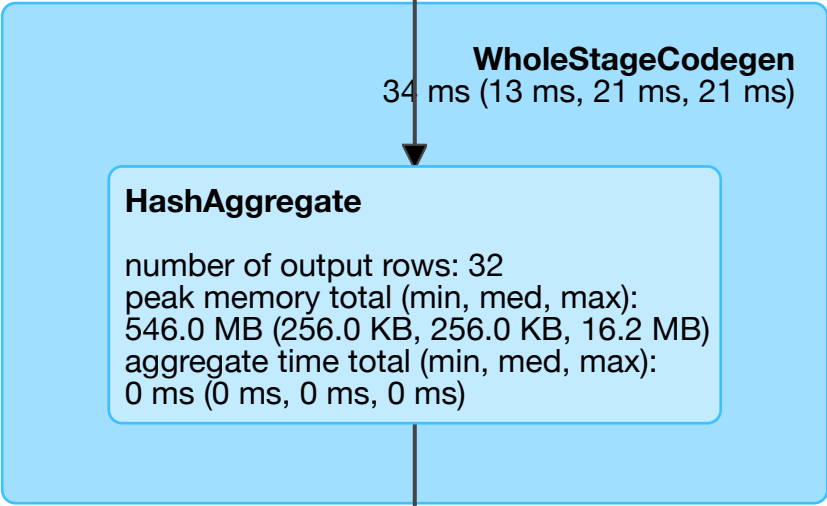 WholeStageCodegen
34 ms (13 ms, 21 ms, 21 ms)
HashAggregate
number of output rows: 32
peak memory total (min, med, max):
546.0 MB (256.0 KB, 256.0 KB, 16.2 MB)
aggregate time total (min, med, max):
0 ms (0 ms, 0 ms, 0 ms)